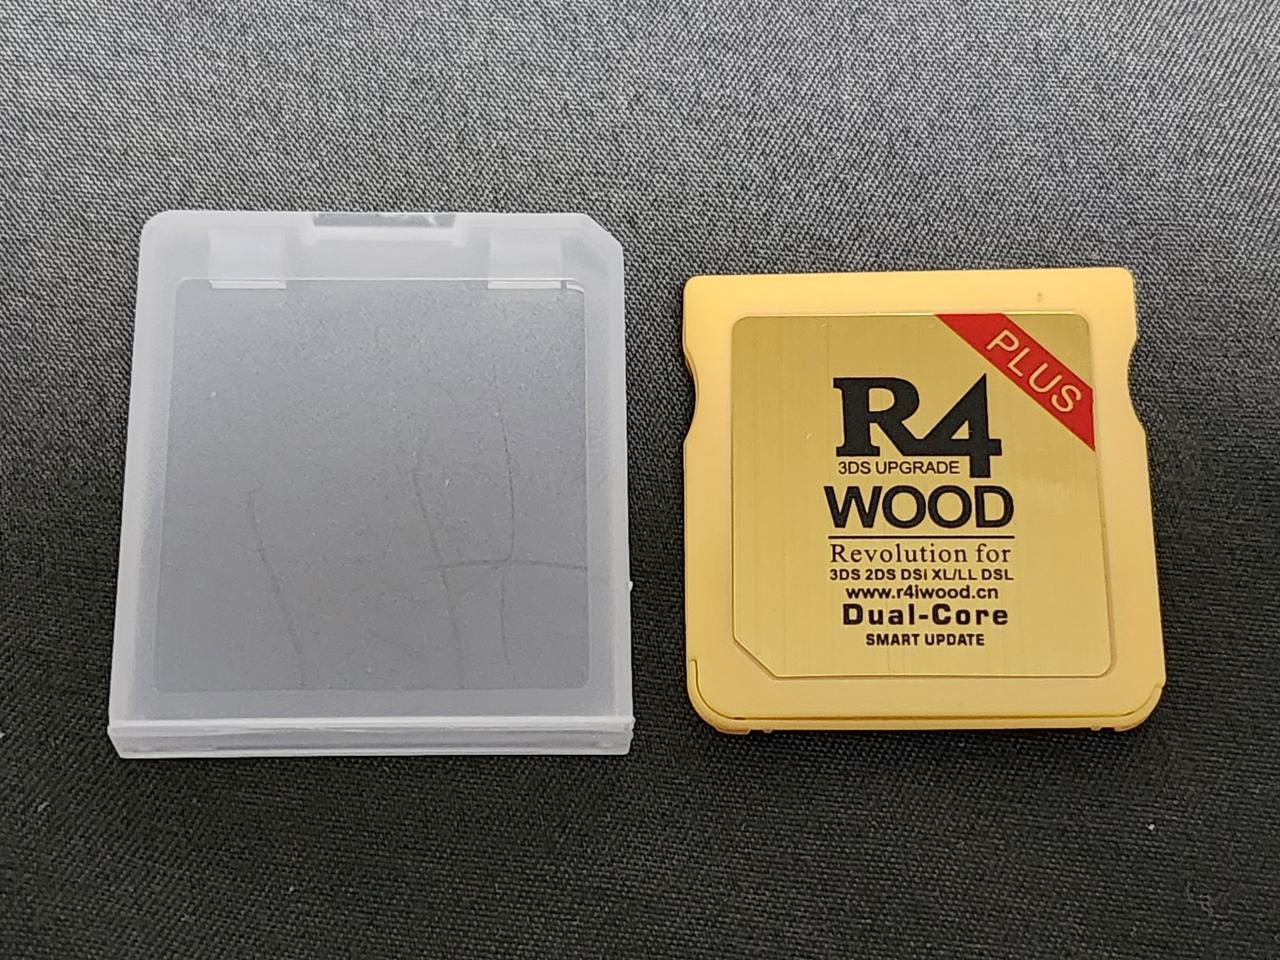 PLUS
R4
3DS UPGRADE
WOOD
Revolution for
3DS 2DS DSi XL/LL DSL
www.r4iwood.cn
Dual-Core
SMART UPDATE